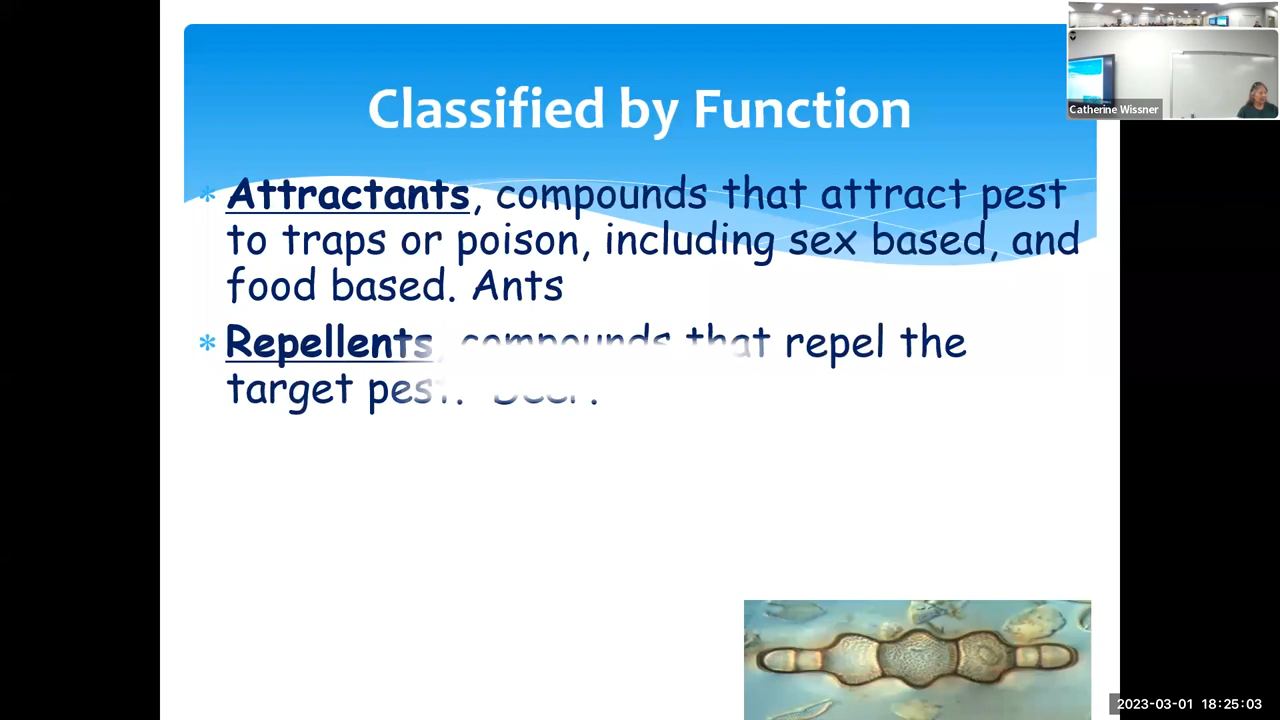 Classified by Function
Catherine Wissner
* Attractants, compounds that attract pest
to traps or poison, including sex based, and
food based. Ants
* Repellents, compounds that repel the
target pest.
2023-03-01 18:25:03